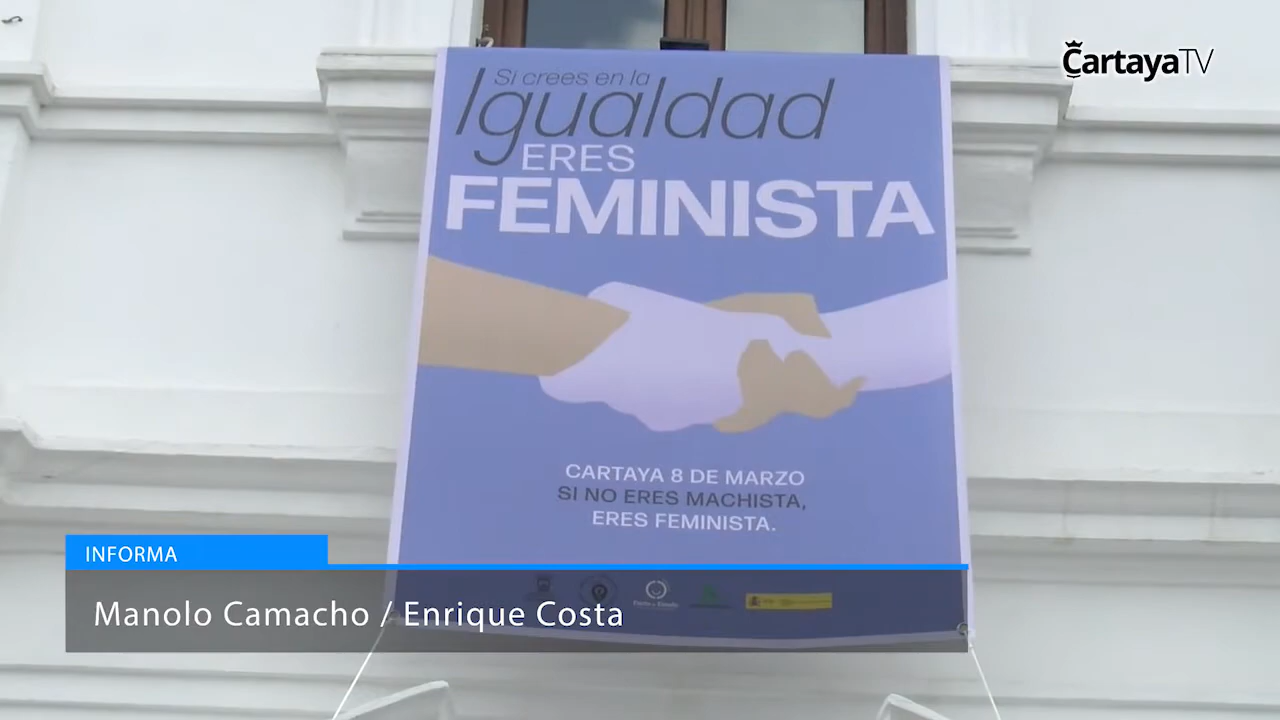 CartayaTV
Si crees en la
Igualdad
ERES
FEMINISTA
CARTAYA 8 DE MARZO
SI NO ERES MACHISTA,
ERES FEMINISTA.
INFORMA
Manolo Camacho / Enrique Costa